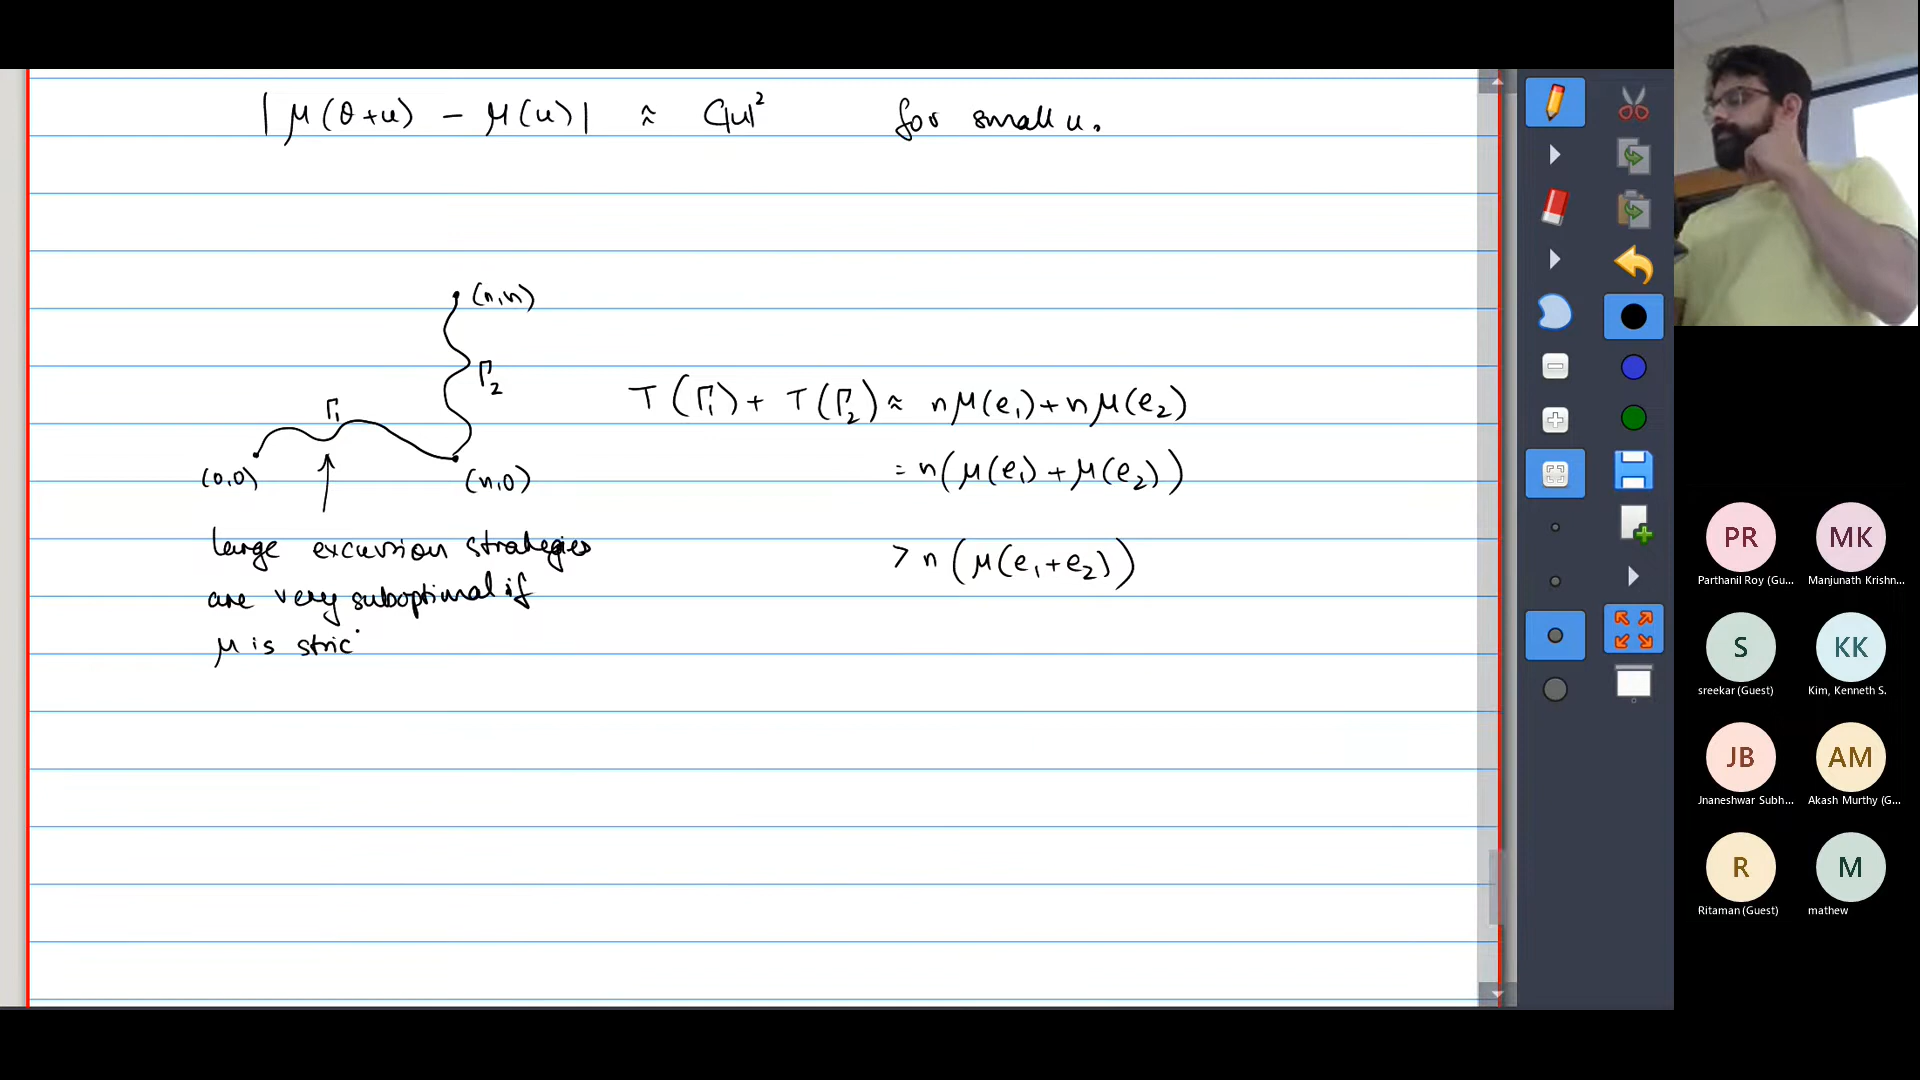 |μ(θ+u) - μ(u)| ≈ C|u|² for small u.
(n,n)
Γ₂
Γ₁
T(Γ₁) + T(Γ₂) ≈ nμ(e₁)+nμ(e₂)
(0,0)
(n,0)
= n(μ(e₁) + μ(e₂))
large excursion strategies
> n(μ(e₁+e₂))
are very suboptimal if
μ is stric
PR
MK
Parthanil Roy (Gu...
Manjunath Krishn...
S
KK
sreekar (Guest)
Kim, Kenneth S.
JB
AM
Jnaneshwar Subh...
Akash Murthy (G...
R
M
Ritaman (Guest)
mathew